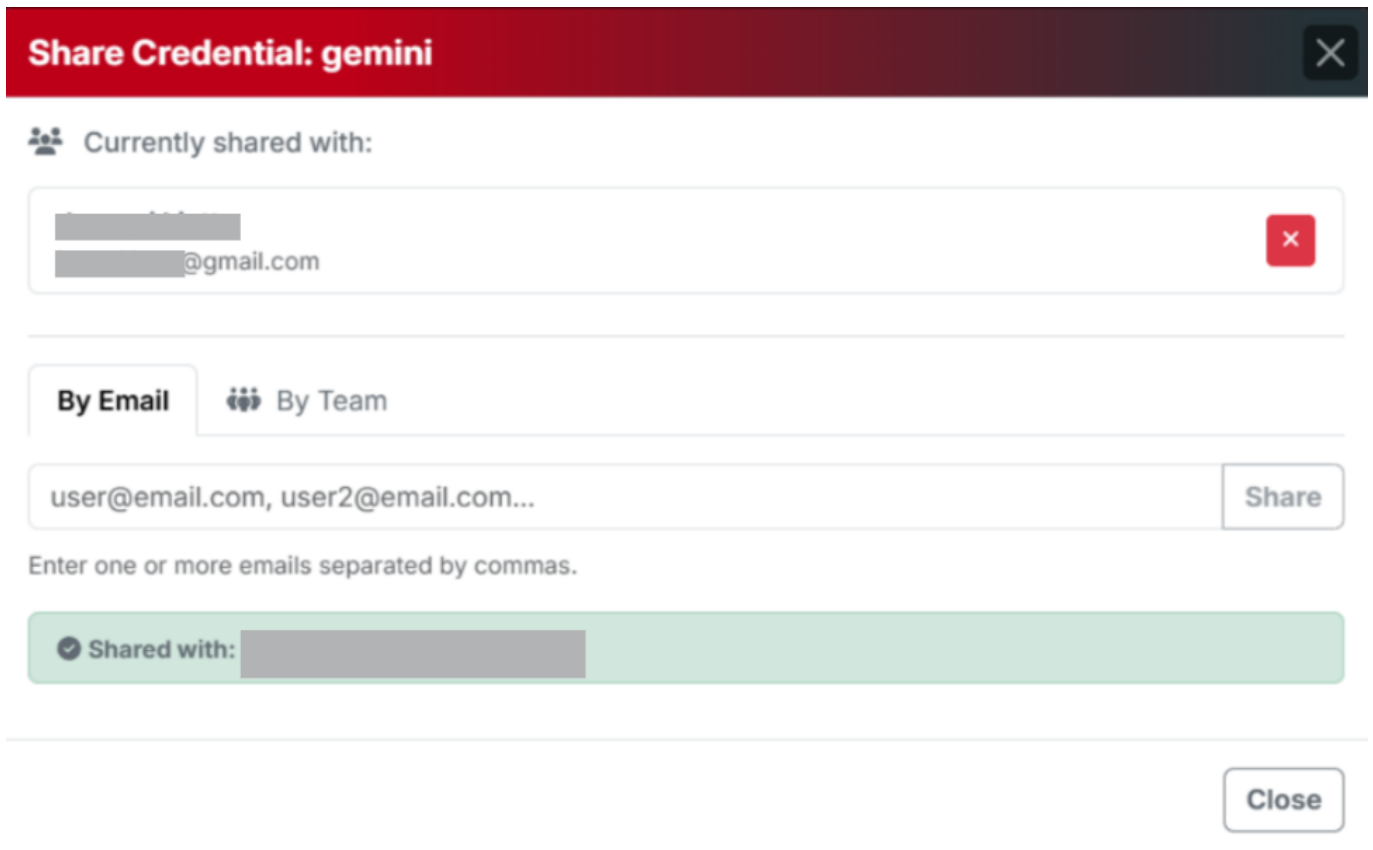 Share Credential: gemini
Currently shared with:
@gmail.com
By Email
By Team
user@email.com, user2@email.com...
Share
Enter one or more emails separated by commas.
Shared with:
Close